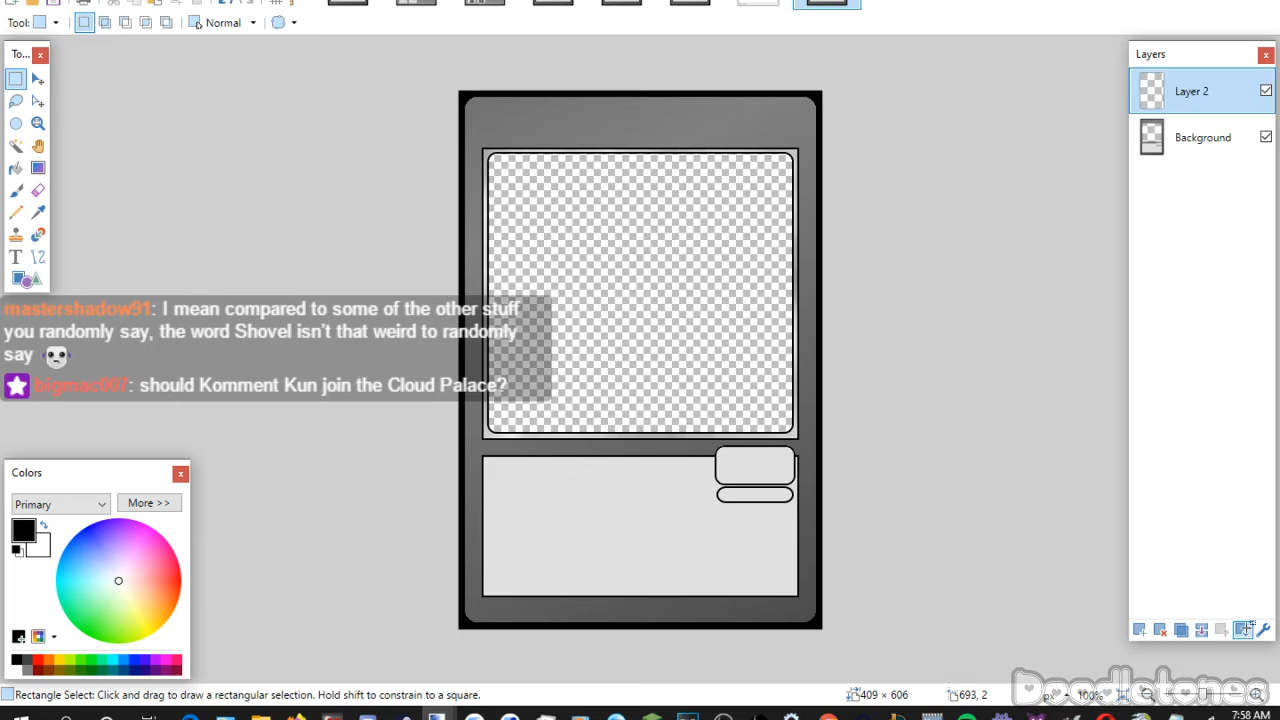 Tool:
Normal
To...
Layers
Layer 2
Background
mastershadow91: I mean compared to some of the other stuff
you randomly say, the word Shovel isn't that weird to randomly
say
bigmac007: should Komment Kun join the Cloud Palace?
Colors
Primary
More >>
Rectangle Select: Click and drag to draw a rectangular selection. Hold shift to constrain to a square.
409 × 606
693, 2
px
100%
Doodletones
7:58 AM